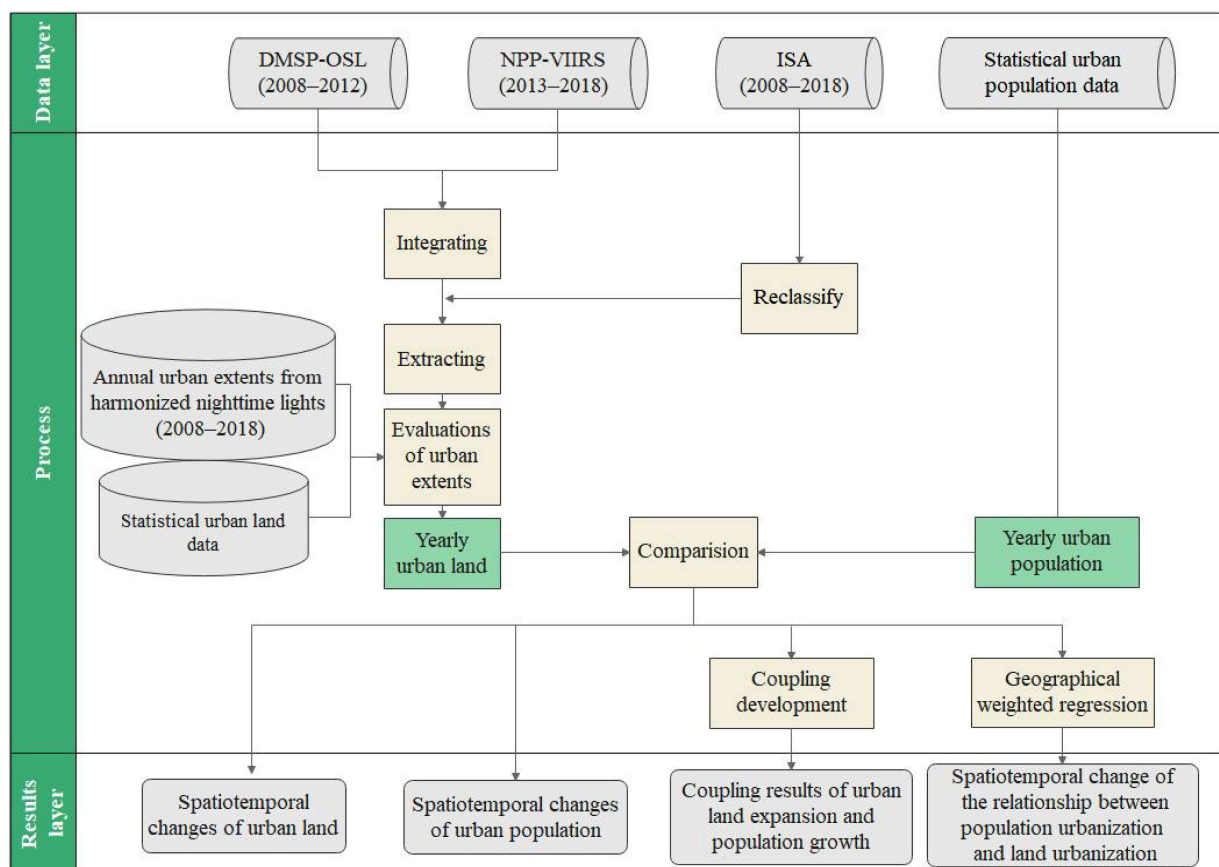 Data layer
DMSP-OSL
(2008–2012)
NPP-VIIRS
(2013–2018)
ISA
(2008–2018)
Statistical urban
population data
Process
Integrating
Reclassify
Extracting
Annual urban extents from
harmonized nighttime lights
(2008–2018)
Evaluations
of urban
extents
Statistical urban land
data
Yearly
urban land
Comparision
Yearly urban
population
Coupling
development
Geographical
weighted regression
Results
layer
Spatiotemporal
changes of urban land
Spatiotemporal changes
of urban population
Coupling results of urban
land expansion and
population growth
Spatiotemporal change of
the relationship between
population urbanization
and land urbanization